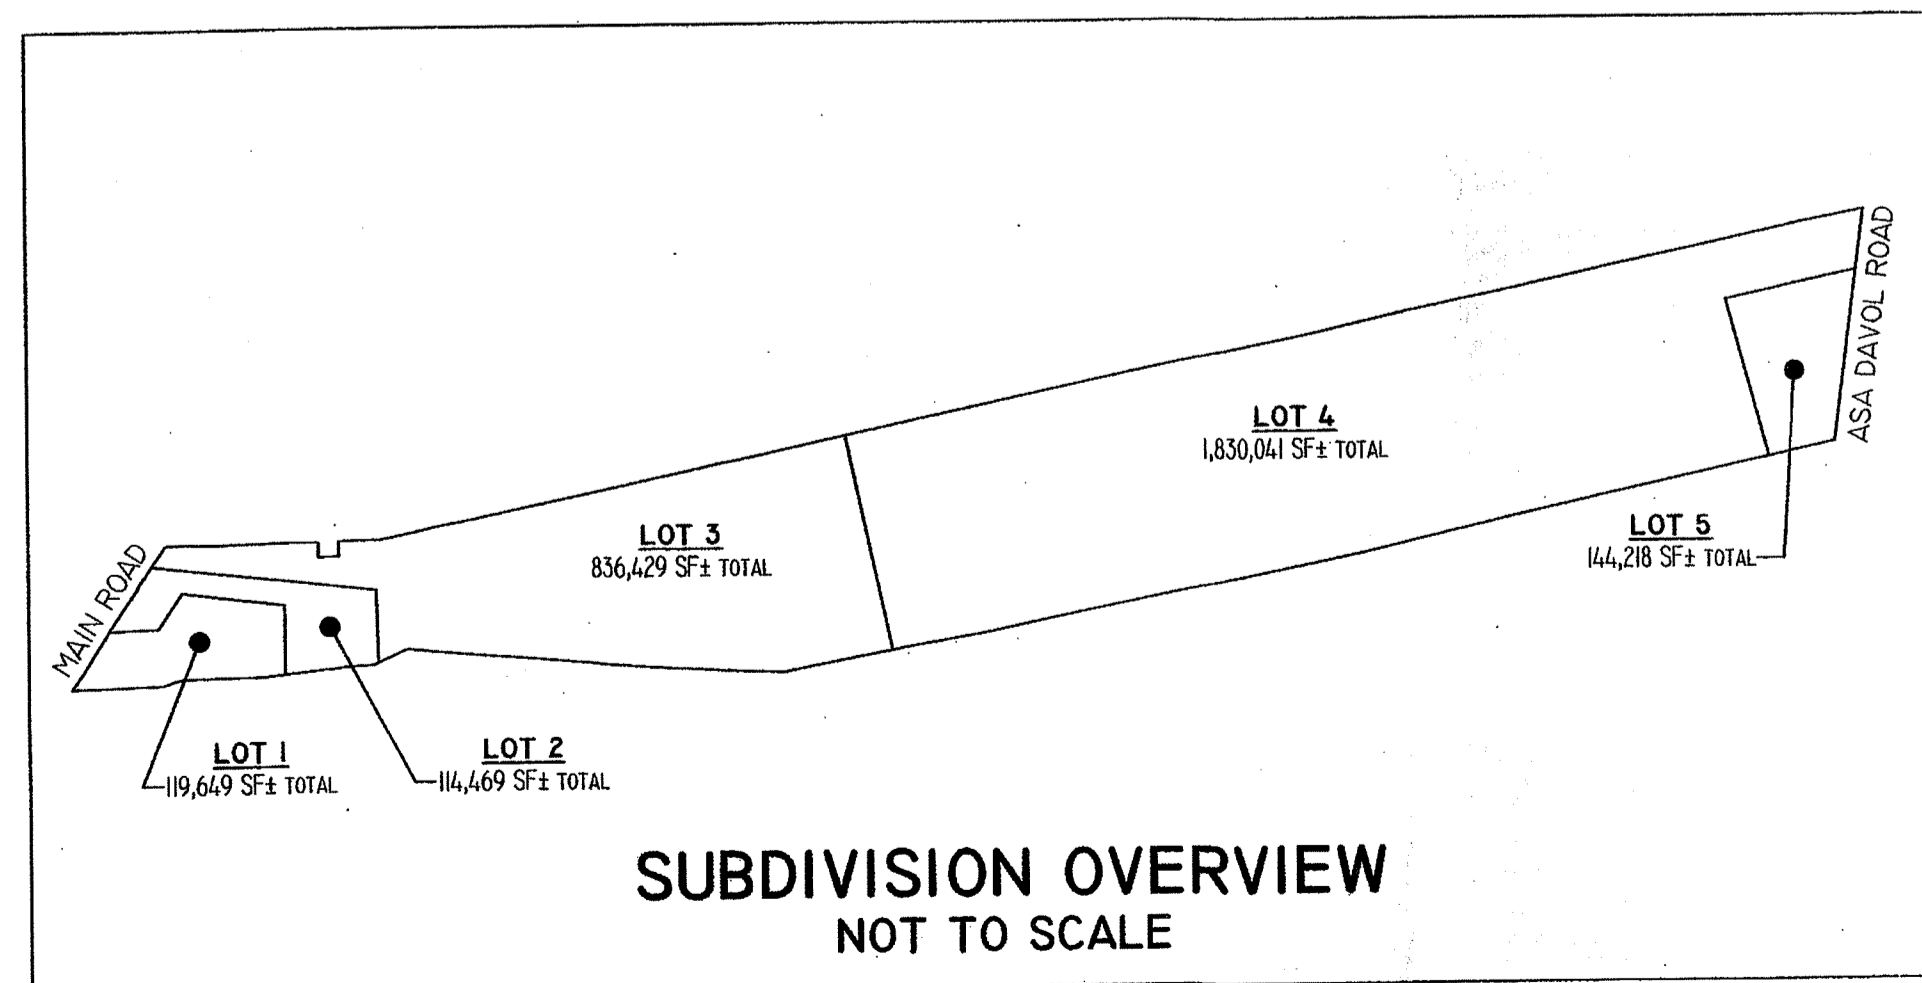 ASA DAVOL ROAD
LOT 4
1,830,041 SF± TOTAL
LOT 5
144,218 SF± TOTAL
LOT 3
836,429 SF± TOTAL
MAIN ROAD
LOT 1
119,649 SF± TOTAL
LOT 2
114,469 SF± TOTAL
SUBDIVISION OVERVIEW
NOT TO SCALE